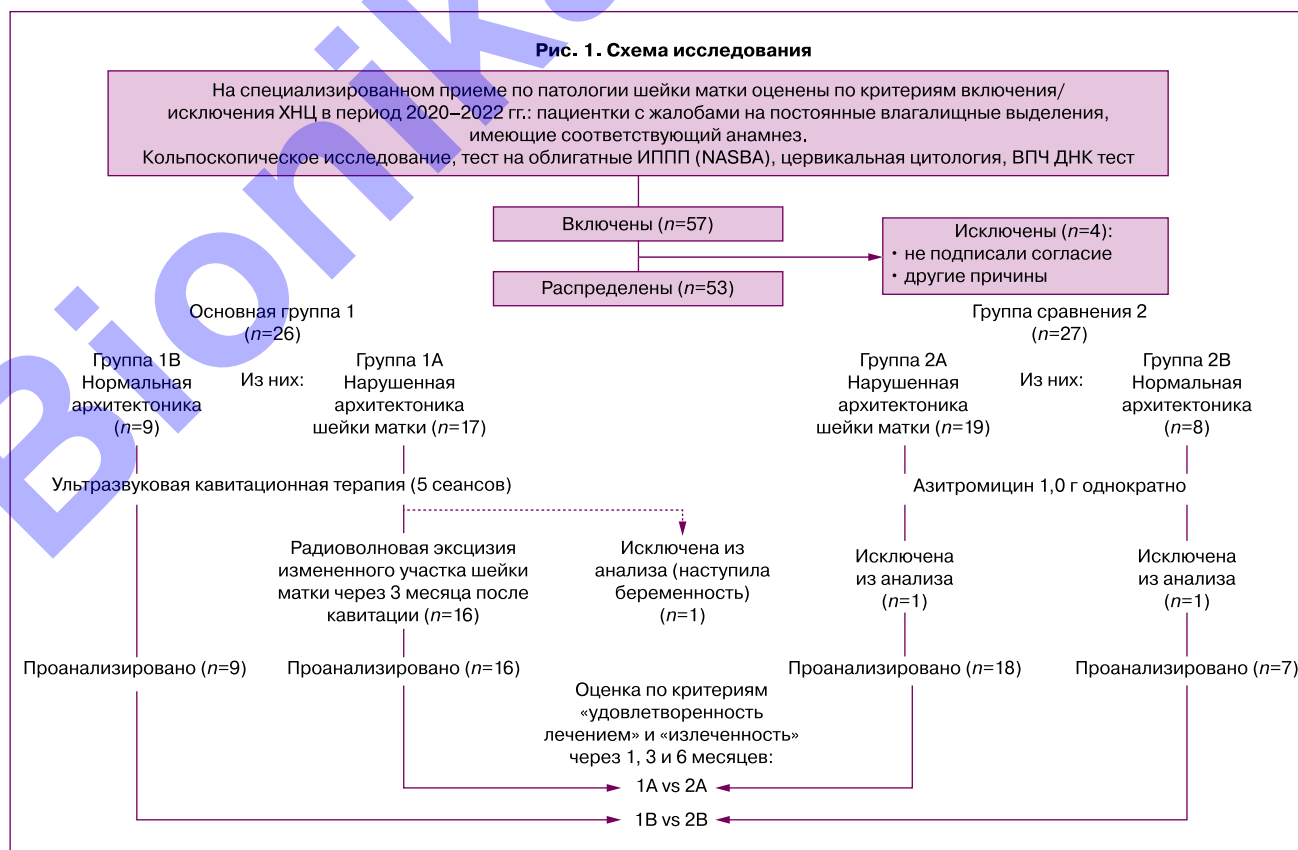 Рис. 1. Схема исследования
На специализированном приеме по патологии шейки матки оценены по критериям включения/
исключения ХНЦ в период 2020–2022 гг.: пациентки с жалобами на постоянные влагалищные выделения,
имеющие соответствующий анамнез.
Кольпоскопическое исследование, тест на облигатные ИППП (NASBA), цервикальная цитология, ВПЧ ДНК тест
Включены (n=57)
Исключены (n=4):
• не подписали согласие
• другие причины
Распределены (n=53)
Основная группа 1
(n=26)
Группа сравнения 2
(n=27)
Группа 1В
Нормальная
архитектоника
(n=9)
Из них:
Группа 1А
Нарушенная
архитектоника
шейки матки (n=17)
Группа 2А
Нарушенная
архитектоника
шейки матки (n=19)
Из них:
Группа 2В
Нормальная
архитектоника
(n=8)
Ультразвуковая кавитационная терапия (5 сеансов)
Азитромицин 1,0 г однократно
Радиоволновая эксцизия
измененного участка шейки
матки через 3 месяца после
кавитации (n=16)
Исключена из
анализа (наступила
беременность)
(n=1)
Исключена
из анализа
(n=1)
Исключена
из анализа
(n=1)
Проанализировано (n=9)
Проанализировано (n=16)
Проанализировано (n=18)
Проанализировано (n=7)
Оценка по критериям
«удовлетворенность
лечением» и «излеченность»
через 1, 3 и 6 месяцев:
1А vs 2А
1В vs 2В
Bionika